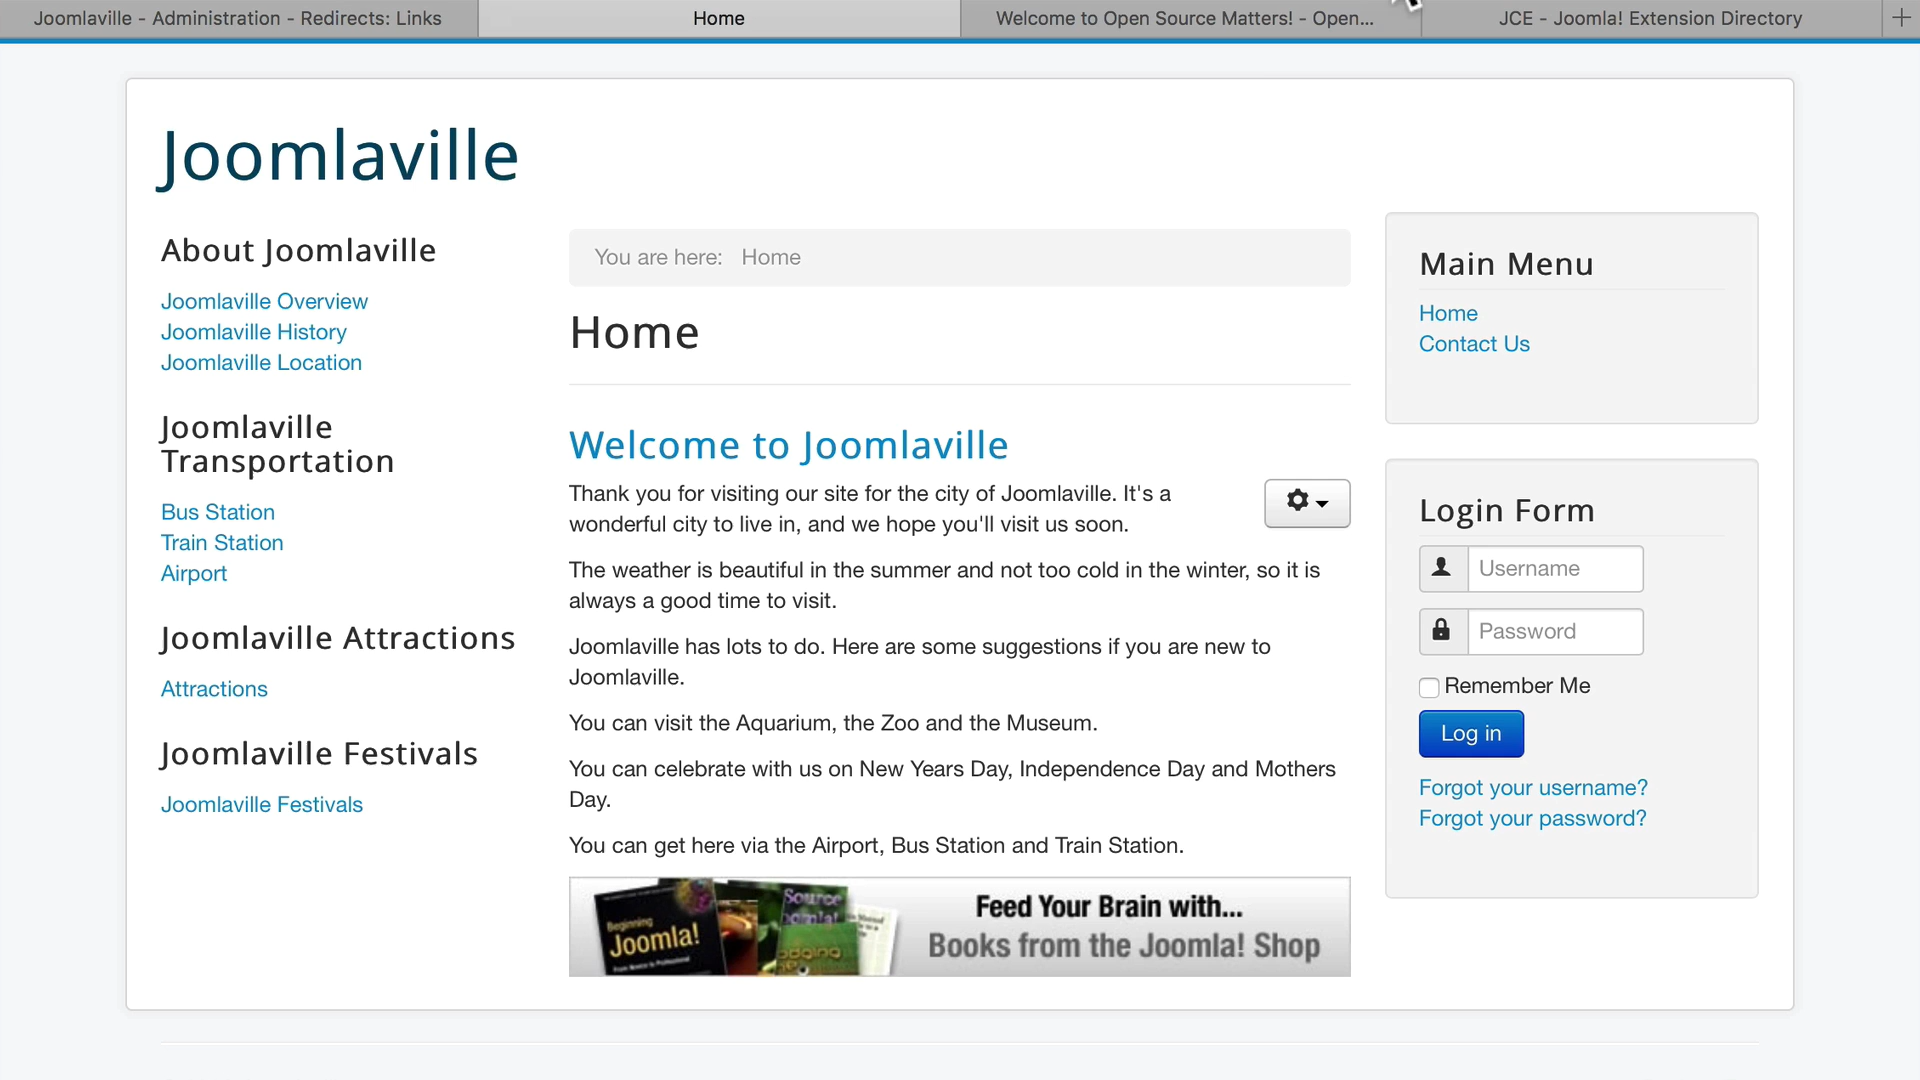 Joomlaville - Administration - Redirects: Links
Home
Welcome to Open Source Matters! - Open...
JCE - Joomla! Extension Directory
Joomlaville
About Joomlaville
Joomlaville Overview
Joomlaville History
Joomlaville Location
Joomlaville
Transportation
Bus Station
Train Station
Airport
Joomlaville Attractions
Attractions
Joomlaville Festivals
Joomlaville Festivals
You are here: Home
Home
Welcome to Joomlaville
Thank you for visiting our site for the city of Joomlaville. It's a
wonderful city to live in, and we hope you'll visit us soon.
The weather is beautiful in the summer and not too cold in the winter, so it is
always a good time to visit.
Joomlaville has lots to do. Here are some suggestions if you are new to
Joomlaville.
You can visit the Aquarium, the Zoo and the Museum.
You can celebrate with us on New Years Day, Independence Day and Mothers
Day.
You can get here via the Airport, Bus Station and Train Station.
Beginning
Joomla!
From Novice to Professional
Source
Feed Your Brain with...
Books from the Joomla! Shop
Main Menu
Home
Contact Us
Login Form
Username
Password
Remember Me
Log in
Forgot your username?
Forgot your password?